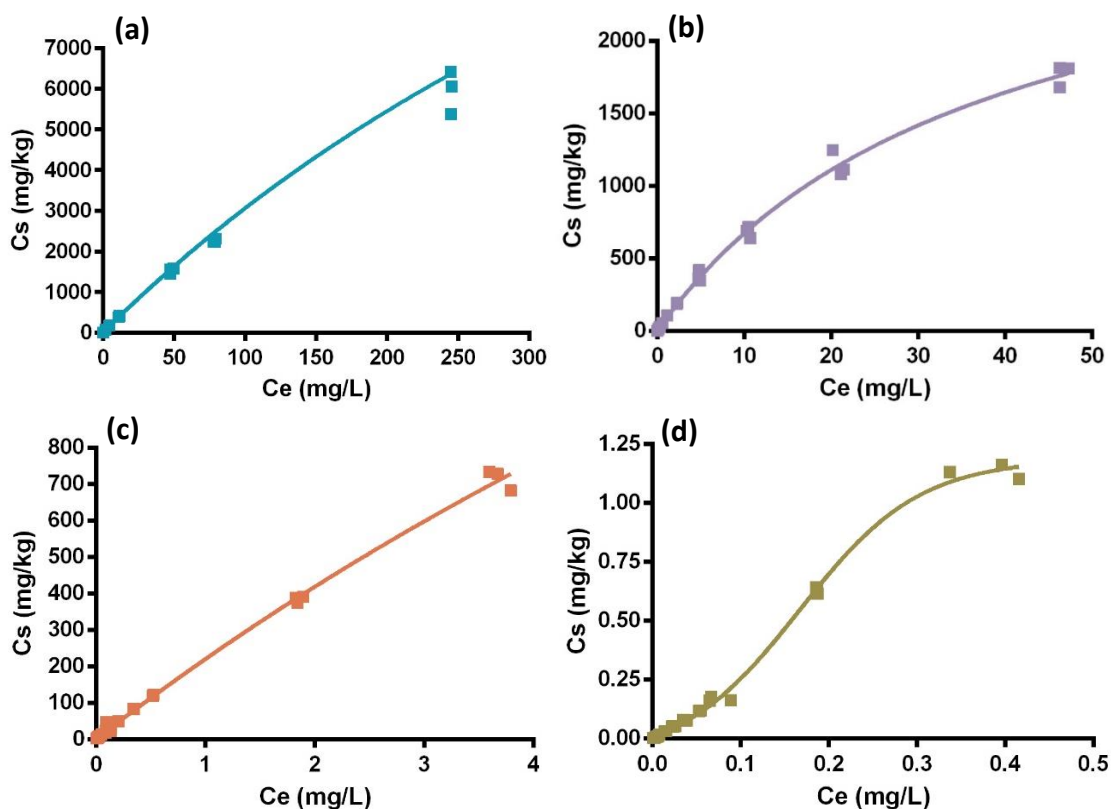 (a)
7000
6000
5000
4000
3000
2000
1000
0
Cs (mg/kg)
0 50 100 150 200 250 300
Ce (mg/L)
(b)
2000
1500
1000
500
0
Cs (mg/kg)
0 10 20 30 40 50
Ce (mg/L)
(c)
800
700
600
500
400
300
200
100
0
Cs (mg/kg)
0 1 2 3 4
Ce (mg/L)
(d)
1.25
1.00
0.75
0.50
0.25
0.00
Cs (mg/kg)
0.0 0.1 0.2 0.3 0.4 0.5
Ce (mg/L)